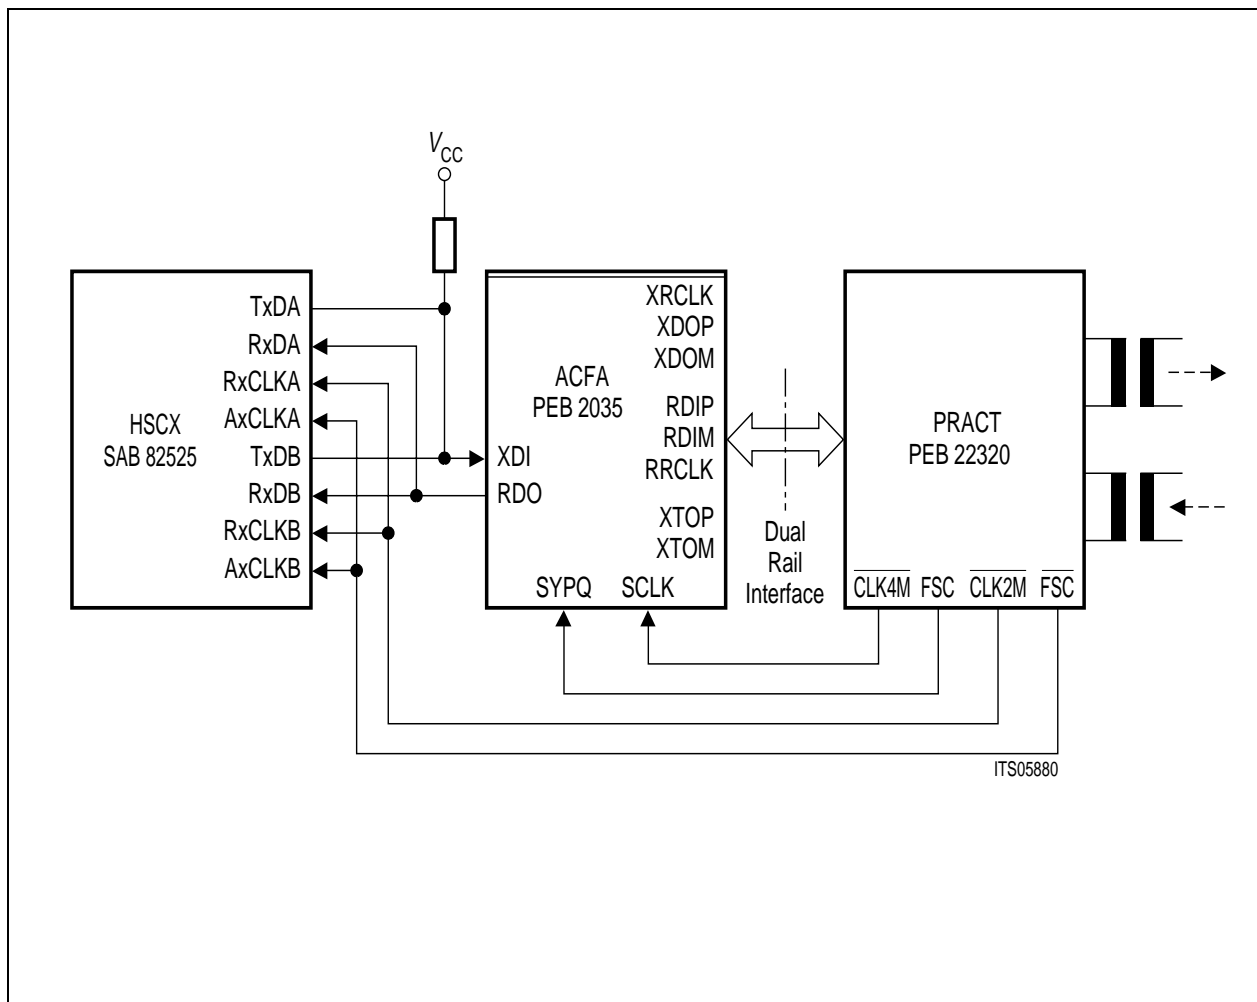 VCC
TxDA
RxDA
RxCLKA
AxCLKA
TxDB
RxDB
RxCLKB
AxCLKB
HSCX
SAB 82525
ACFA
PEB 2035
XRCLK
XDOP
XDOM
RDIP
RDIM
RRCLK
XTOP
XTOM
XDI
RDO
SYPQ
SCLK
Dual
Rail
Interface
PRACT
PEB 22320
CLK4M FSC CLK2M FSC
ITS05880